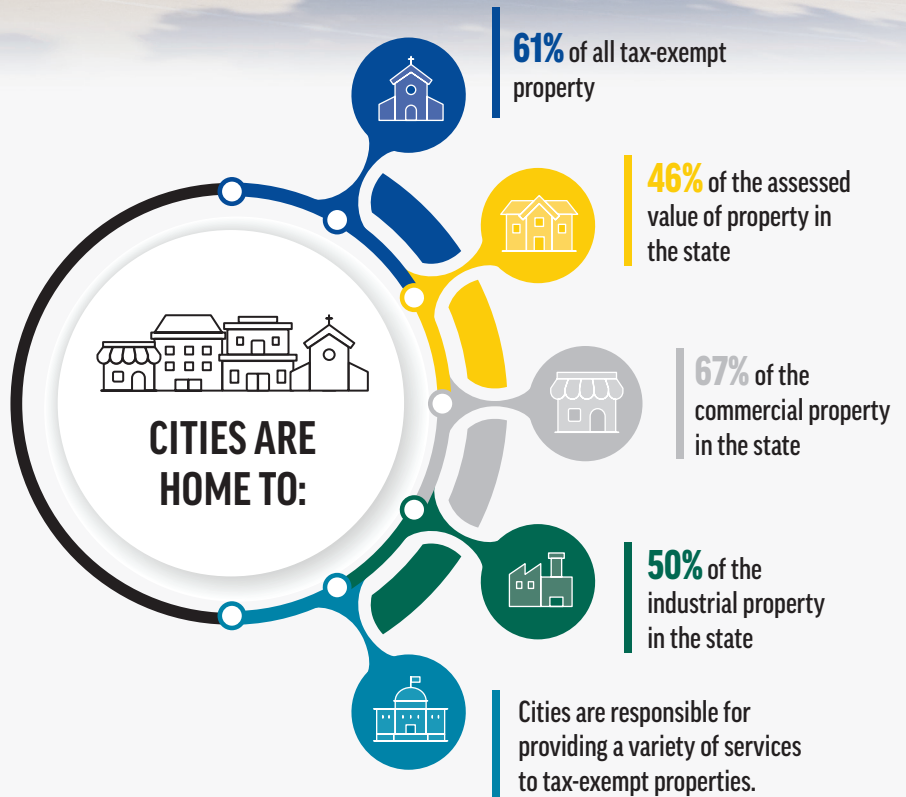 61% of all tax-exempt
property
46% of the assessed
value of property in
the state
67% of the
commercial property
in the state
CITIES ARE
HOME TO:
50% of the
industrial property
in the state
Cities are responsible for
providing a variety of services
to tax-exempt properties.